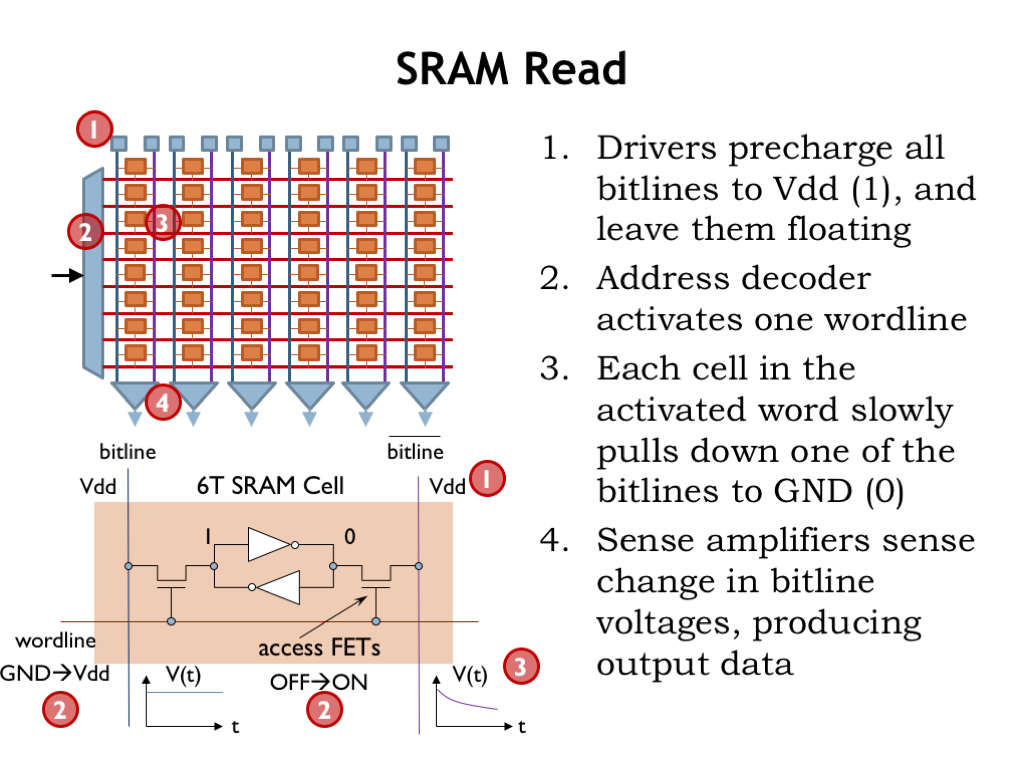 SRAM Read
1
2
3
4
1. Drivers precharge all
bitlines to Vdd (1), and
leave them floating
2. Address decoder
activates one wordline
3. Each cell in the
activated word slowly
pulls down one of the
bitlines to GND (0)
4. Sense amplifiers sense
change in bitline
voltages, producing
output data
bitline
bitline
Vdd
6T SRAM Cell
Vdd
1
1
0
wordline
access FETs
GND→Vdd
V(t)
OFF→ON
V(t)
3
2
2
t
t